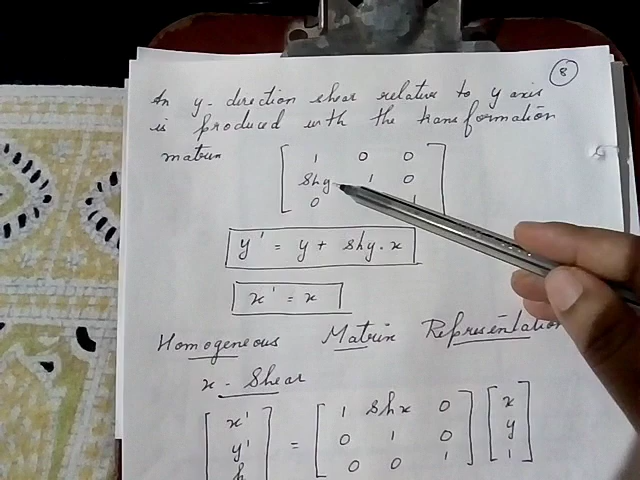 8
An y-direction shear relative to y axis
is produced with the transformation
matrix
1 0 0
shy 1 0
0 1
y' = y + shy . x
x' = x
Homogeneous Matrix Representation
x - Shear
x' 1 shx 0 x
y' = 0 1 0 y
h 0 0 1 1